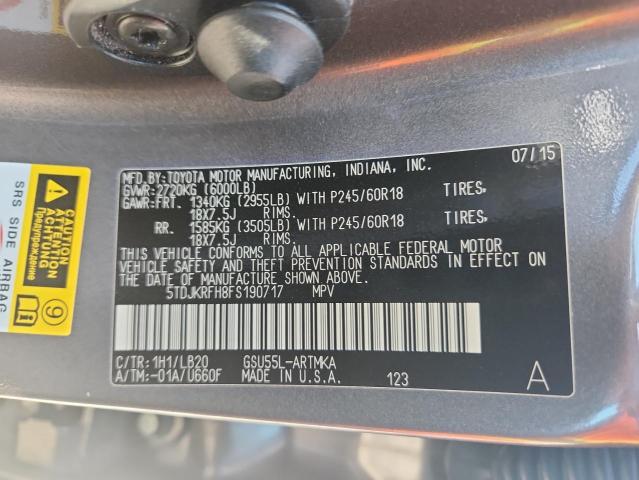 MFD.BY:TOYOTA MOTOR MANUFACTURING, INDIANA, INC. 07/15
GVWR:2720KG (6000LB)
GAWR:FRT. 1340KG (2955LB) WITH P245/60R18 TIRES,
18X7.5J RIMS.
RR. 1585KG (3505LB) WITH P245/60R18 TIRES,
18X7.5J RIMS.
THIS VEHICLE CONFORMS TO ALL APPLICABLE FEDERAL MOTOR
VEHICLE SAFETY AND THEFT PREVENTION STANDARDS IN EFFECT ON
THE DATE OF MANUFACTURE SHOWN ABOVE.
5TDJKRFH8FS190717 MPV
C/TR:1H1/LB20 GSU55L-ARTMKA
A/TM:-01A/U660F MADE IN U.S.A. 123 A
SRS SIDE AIRBAG
CAUTION
ATTENTION
ACHTUNG
Предупреждение
9